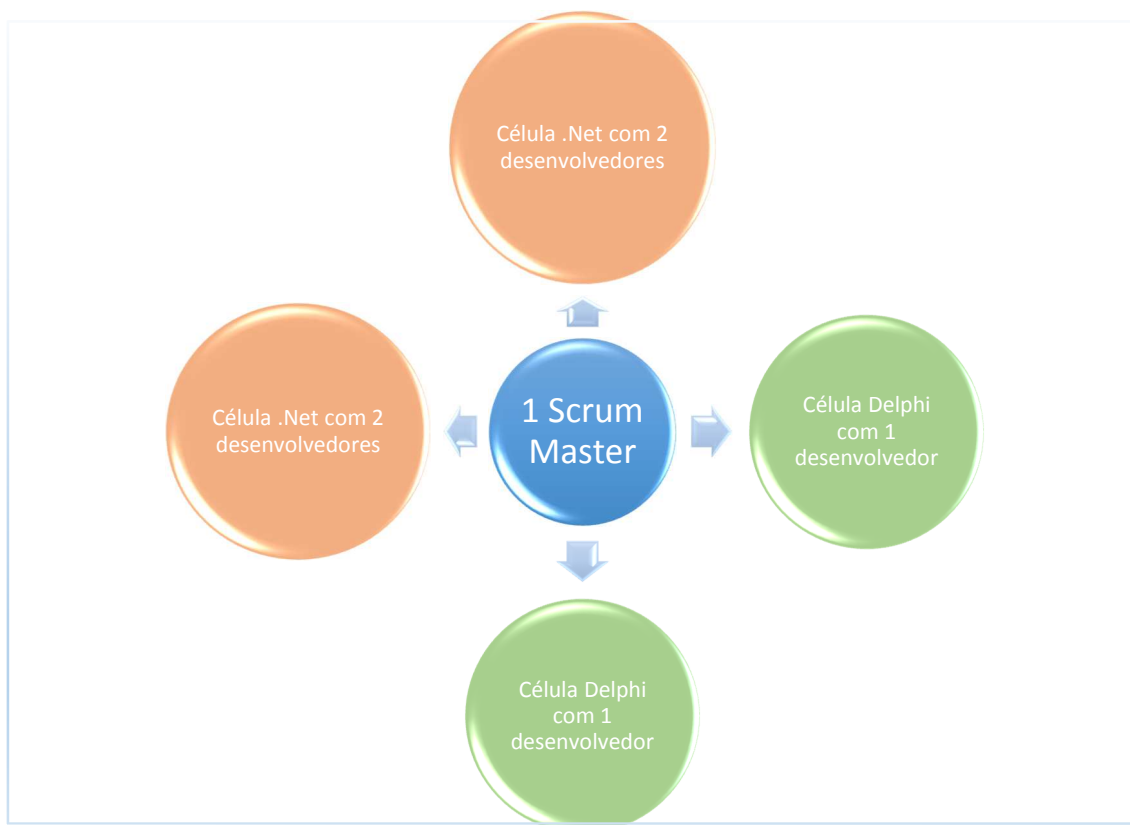 Célula .Net com 2
desenvolvedores
Célula .Net com 2
desenvolvedores
1 Scrum
Master
Célula Delphi
com 1
desenvolvedor
Célula Delphi
com 1
desenvolvedor